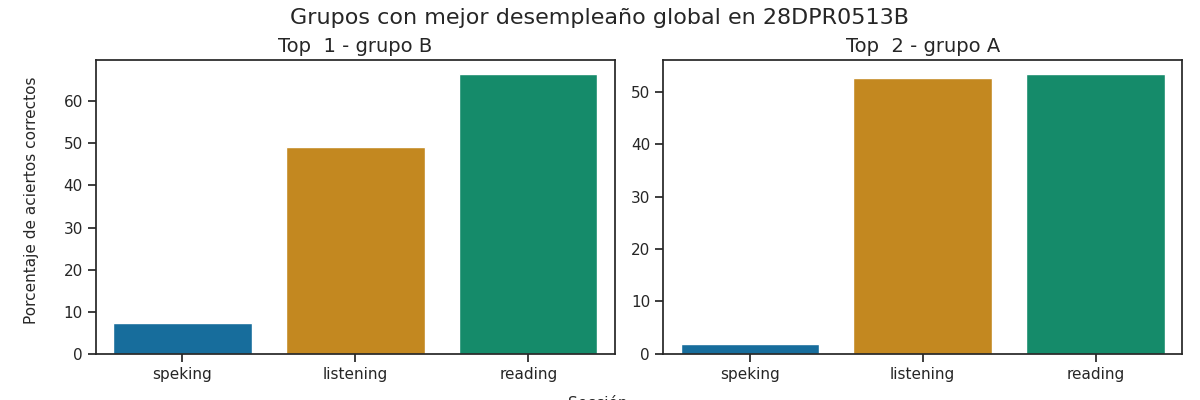 Grupos con mejor desempleaño global en 28DPR0513B
Top  1 - grupo B
Porcentaje de aciertos correctos
60
50
40
30
20
10
0
speking
listening
reading
Top  2 - grupo A
50
40
30
20
10
0
speking
listening
reading
Sección